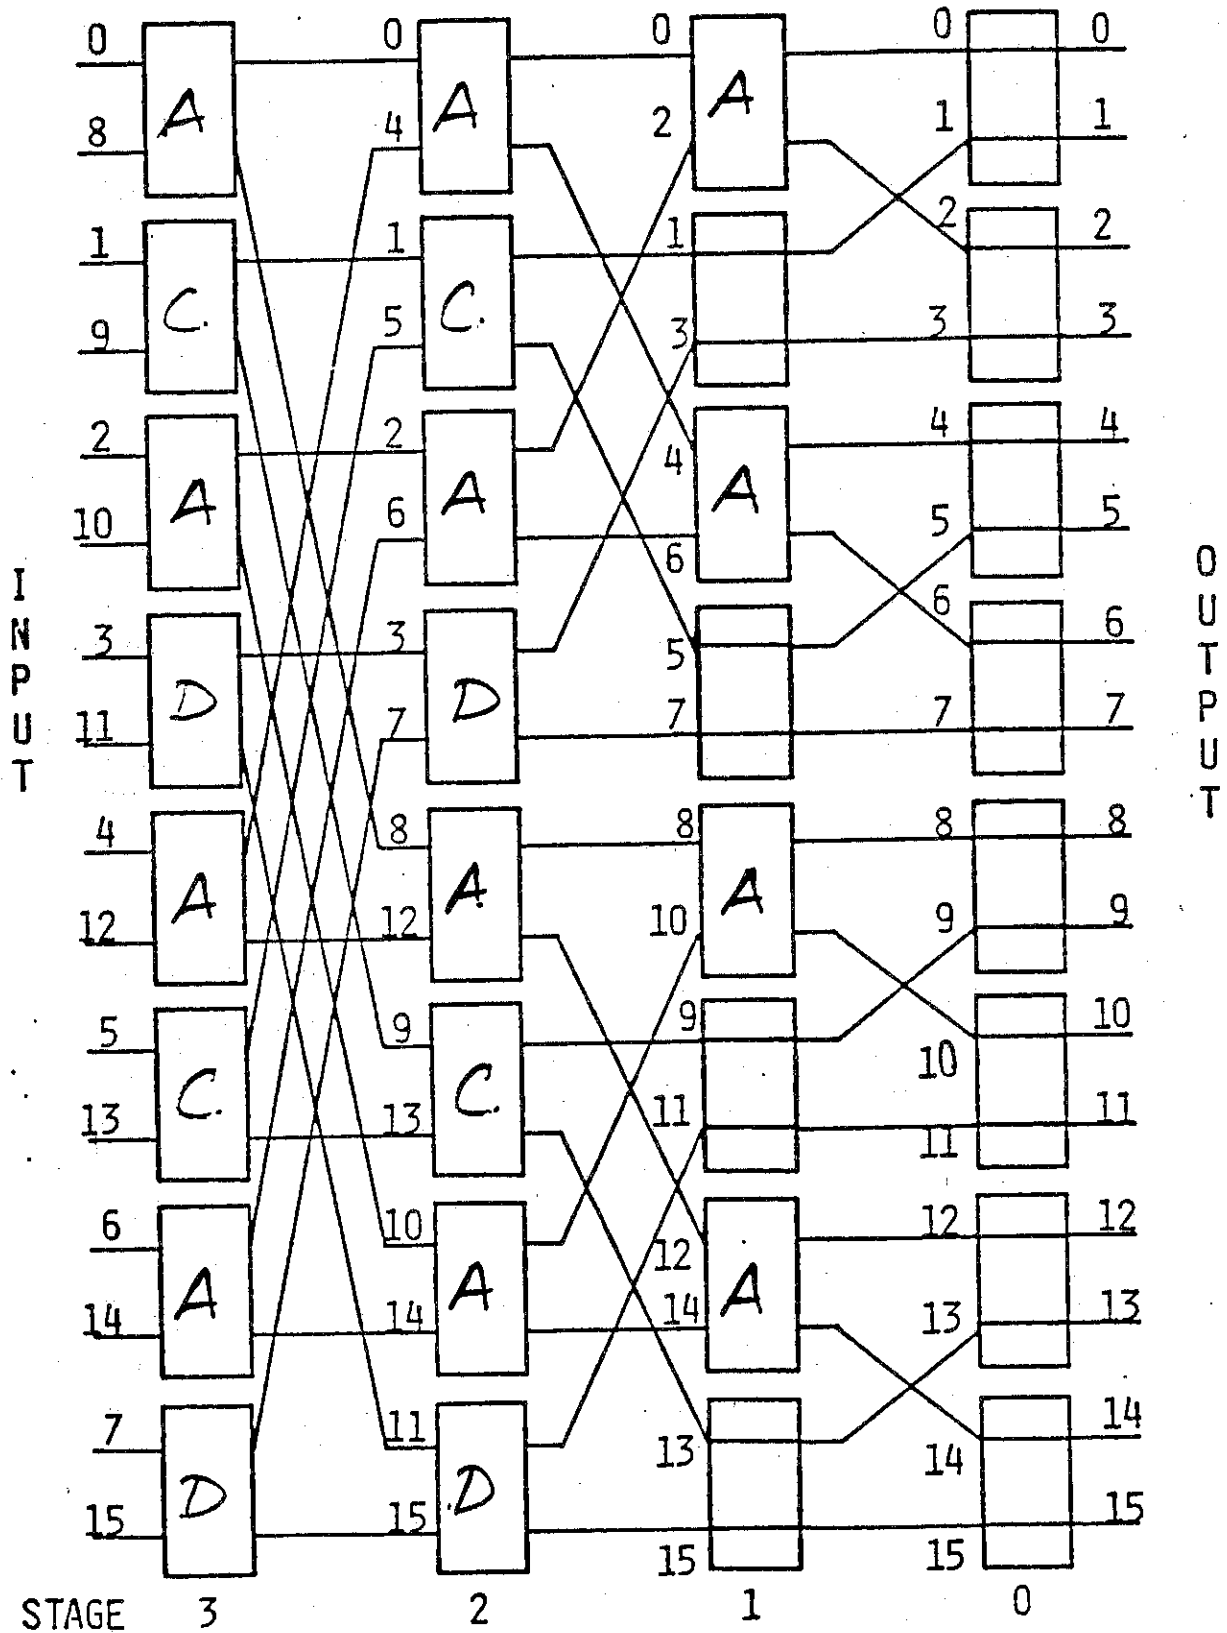 0 0 0 0 0
A A A
8 4 2 1 1
1 1 1 2 2
C. C.
9 5 3 3 3
2 2 4 4 4
A A A
10 6 6 5 5
3 3 5 6 6
D D
11 7 7 7 7
4 8 8 8 8
A A. A
12 12 10 9 9
5 9 9 10 10
C. C.
13 13 11 11 11
6 10 12 12 12
A A A
14 14 14 13 13
7 11 13 14 14
D D
15 15 15 15 15
INPUT
OUTPUT
STAGE 3 2 1 0